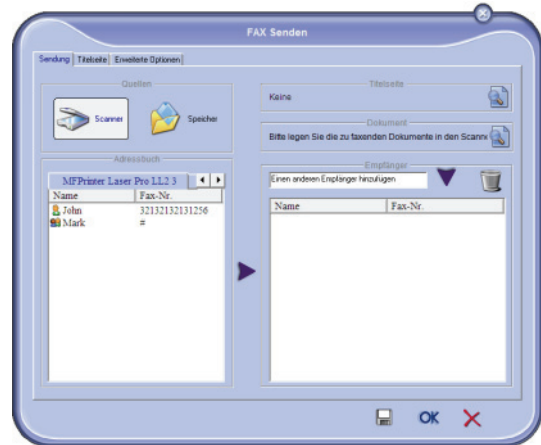 FAX Senden
Sendung Titelseite Erweiterte Optionen
Quellen
Scanner
Speicher
Adressbuch
MFPrinter Laser Pro LL2 3
Name Fax-Nr.
John 32132132131256
Mark #
Titelseite
Keine
Dokument
Bitte legen Sie die zu faxenden Dokumente in den Scanne
Empfänger
Einen anderen Empfänger hinzufügen
Name Fax-Nr.
OK